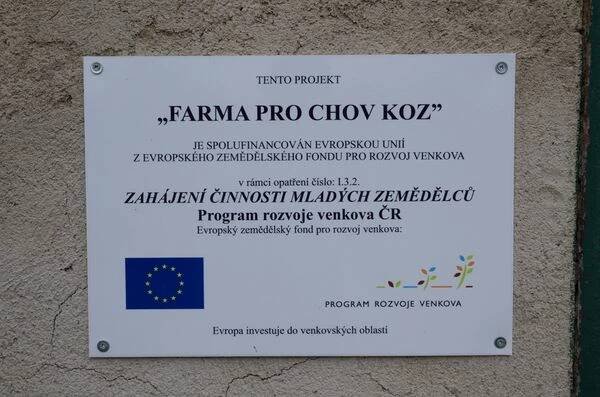 TENTO PROJEKT
„FARMA PRO CHOV KOZ”
JE SPOLUFINANCOVÁN EVROPSKOU UNIÍ
Z EVROPSKÉHO ZEMĚDĚLSKÉHO FONDU PRO ROZVOJ VENKOVA
v rámci opatření číslo: I.3.2.
ZAHÁJENÍ ČINNOSTI MLADÝCH ZEMĚDĚLCŮ
Program rozvoje venkova ČR
Evropský zemědělský fond pro rozvoj venkova:
PROGRAM ROZVOJE VENKOVA
Evropa investuje do venkovských oblastí